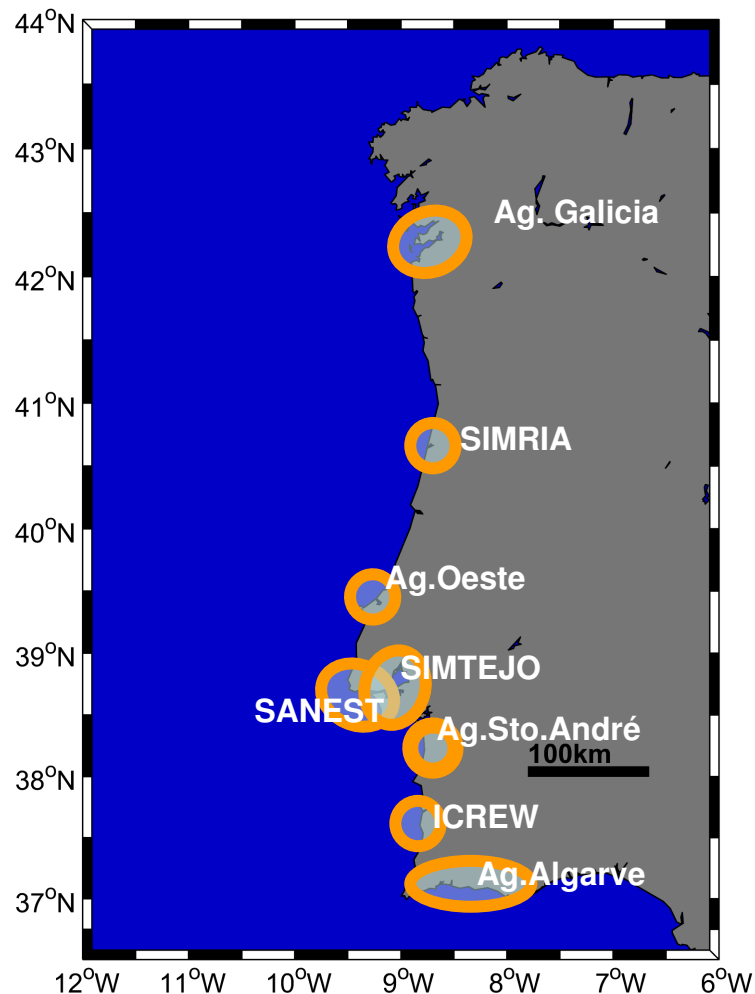 44°N
43°N
Ag. Galicia
42°N
41°N
SIMRIA
40°N
Ag.Oeste
39°N
SIMTEJO
SANEST
Ag.Sto.André
100km
38°N
ICREW
Ag.Algarve
37°N
12°W 11°W 10°W 9°W 8°W 7°W 6°W